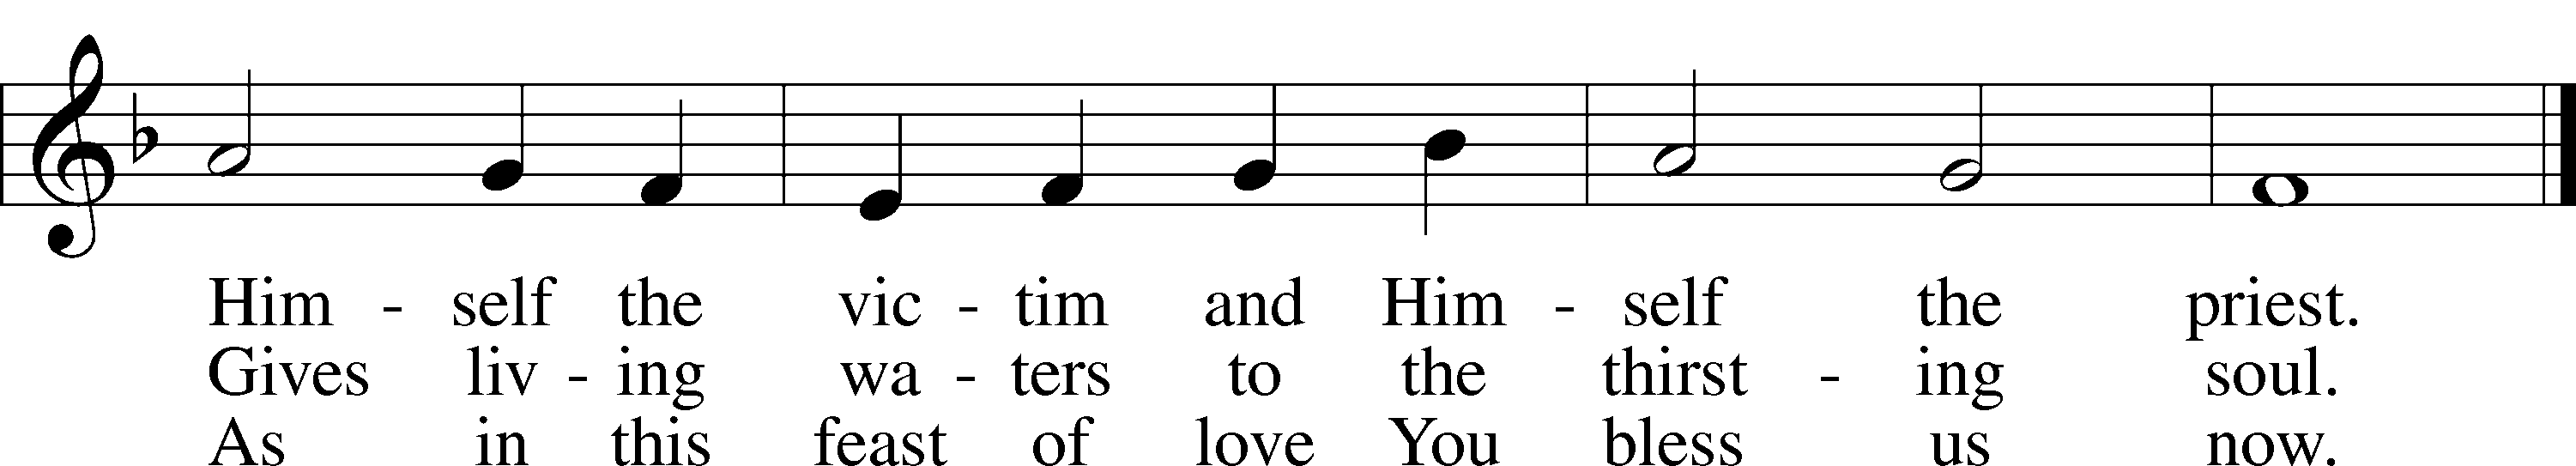 Him - self the vic - tim and Him - self the priest.
Gives liv - ing wa - ters to the thirst - ing soul.
As in this feast of love You bless us now.